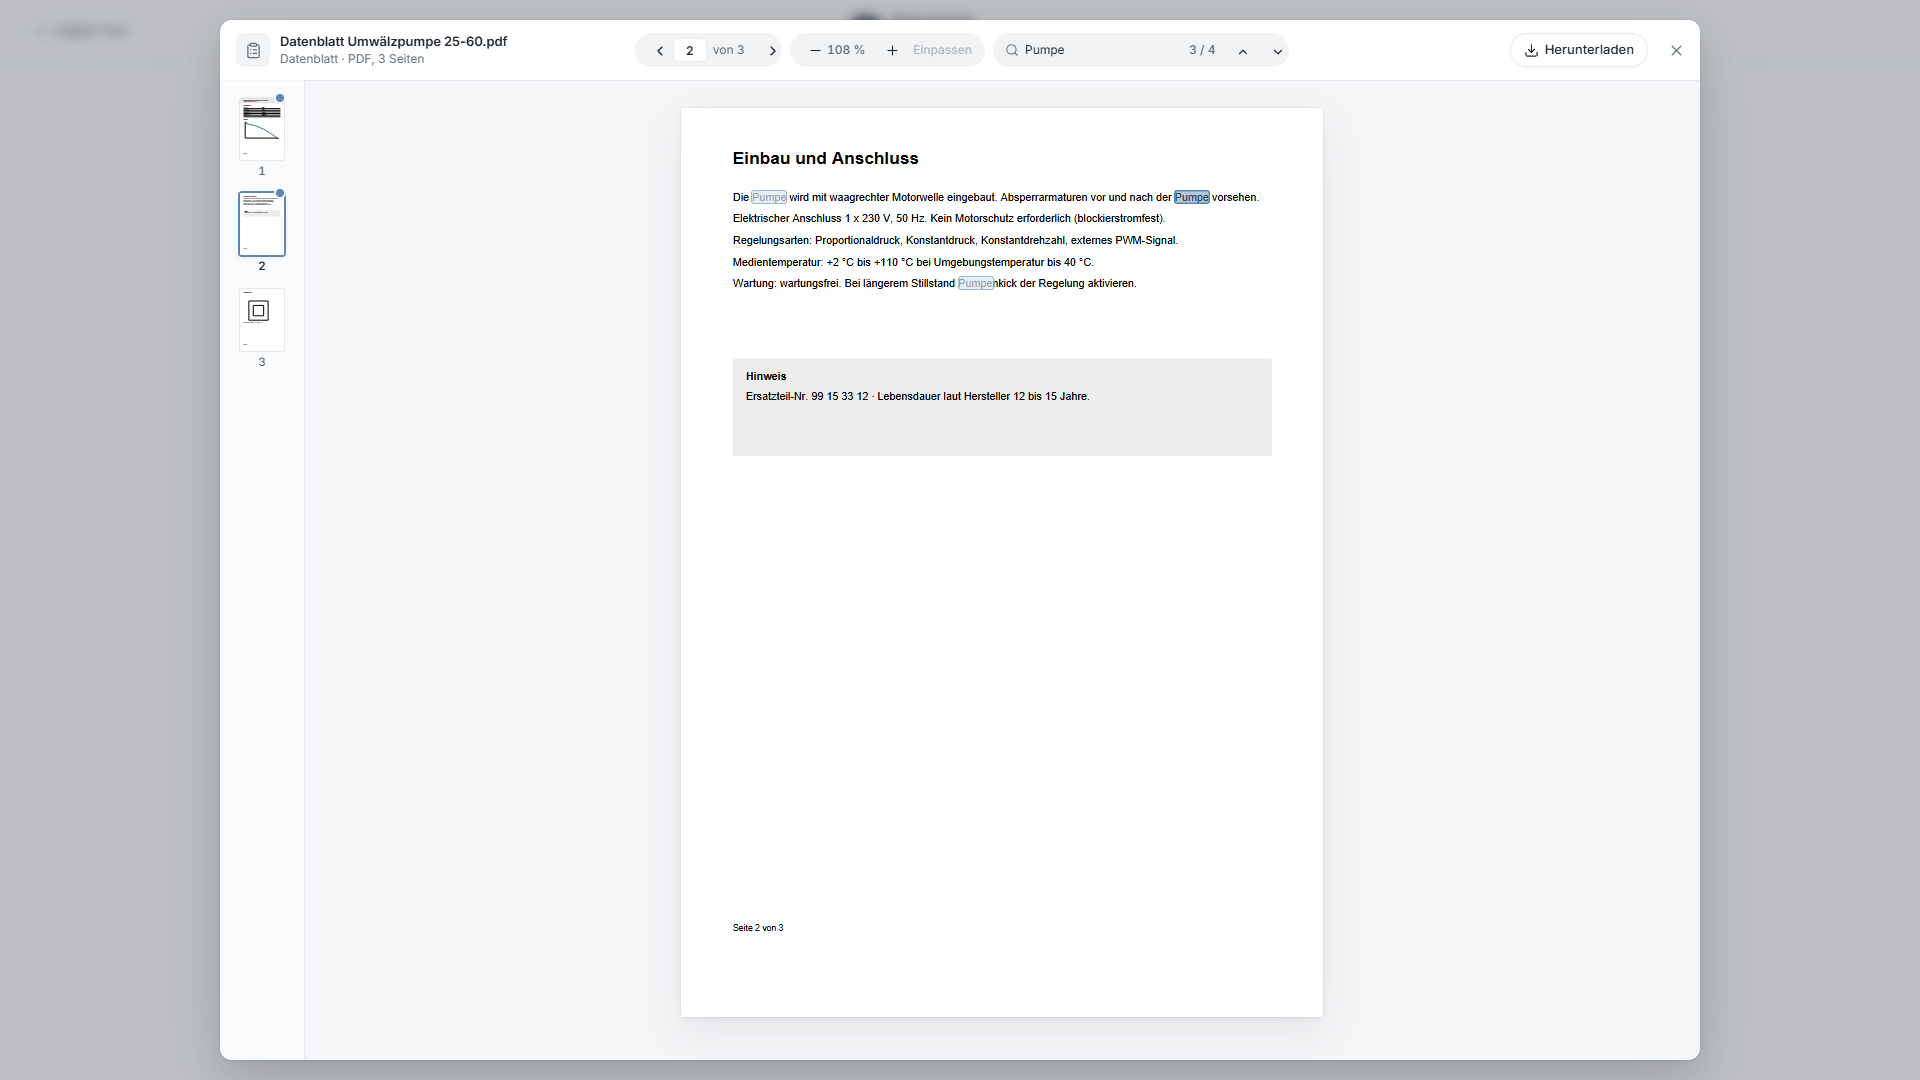 Datenblatt Umwälzpumpe 25-60.pdf
Datenblatt · PDF, 3 Seiten
2 von 3
108 %
Einpassen
Pumpe
3 / 4
Herunterladen
1
2
3
Einbau und Anschluss
Die Pumpe wird mit waagrechter Motorwelle eingebaut. Absperrarmaturen vor und nach der Pumpe vorsehen.
Elektrischer Anschluss 1 x 230 V, 50 Hz. Kein Motorschutz erforderlich (blockierstromfest).
Regelungsarten: Proportionaldruck, Konstantdruck, Konstantdrehzahl, externes PWM-Signal.
Medientemperatur: +2 °C bis +110 °C bei Umgebungstemperatur bis 40 °C.
Wartung: wartungsfrei. Bei längerem Stillstand Pumpenkick der Regelung aktivieren.
Hinweis
Ersatzteil-Nr. 99 15 33 12 · Lebensdauer laut Hersteller 12 bis 15 Jahre.
Seite 2 von 3